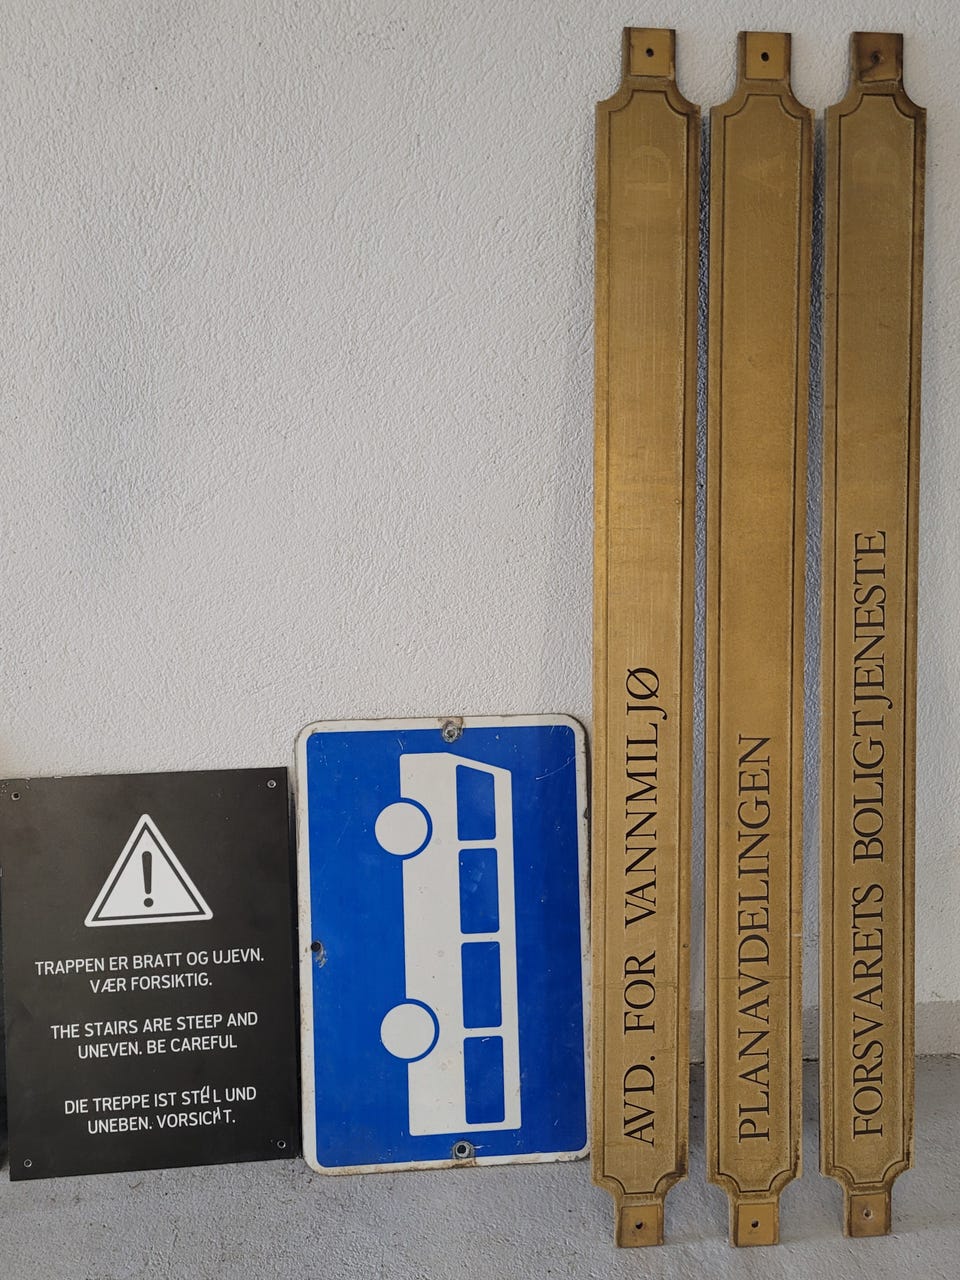 TRAPPEN ER BRATT OG UJEVN.
VÆR FORSIKTIG.
THE STAIRS ARE STEEP AND
UNEVEN. BE CAREFUL
DIE TREPPE IST STEIL UND
UNEBEN. VORSICHT.
AVD. FOR VANNMILJØ
D
PLANAVDELINGEN
A
FORSVARETS BOLIGTJENESTE
B